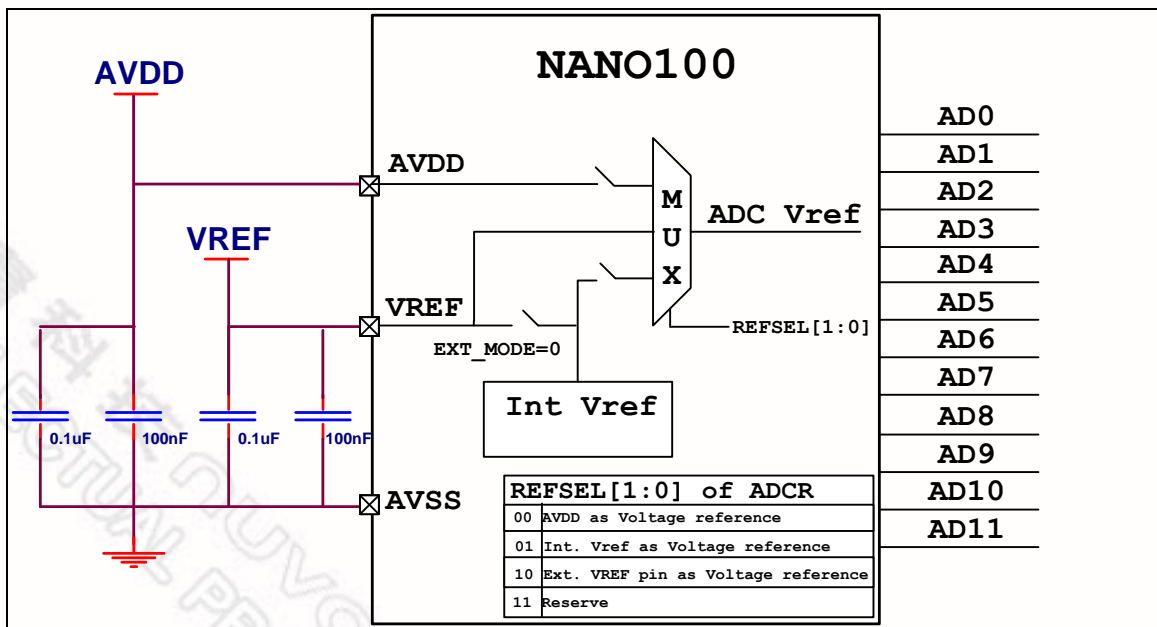 NANO100
AVDD
AVDD
VREF
VREF
AVSS
M
U
X
ADC Vref
REFSEL[1:0]
EXT_MODE=0
Int Vref
0.1uF
100nF
0.1uF
100nF
REFSEL[1:0] of ADCR
00 AVDD as Voltage reference
01 Int. Vref as Voltage reference
10 Ext. VREF pin as Voltage reference
11 Reserve
AD0
AD1
AD2
AD3
AD4
AD5
AD6
AD7
AD8
AD9
AD10
AD11
科技